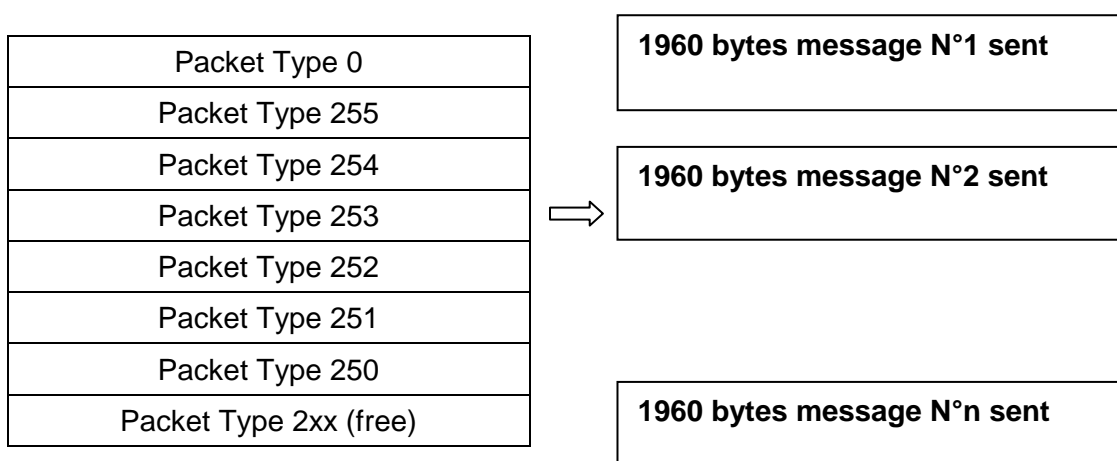 Packet Type 0
Packet Type 255
Packet Type 254
Packet Type 253
Packet Type 252
Packet Type 251
Packet Type 250
Packet Type 2xx (free)
1960 bytes message N°1 sent
1960 bytes message N°2 sent
1960 bytes message N°n sent